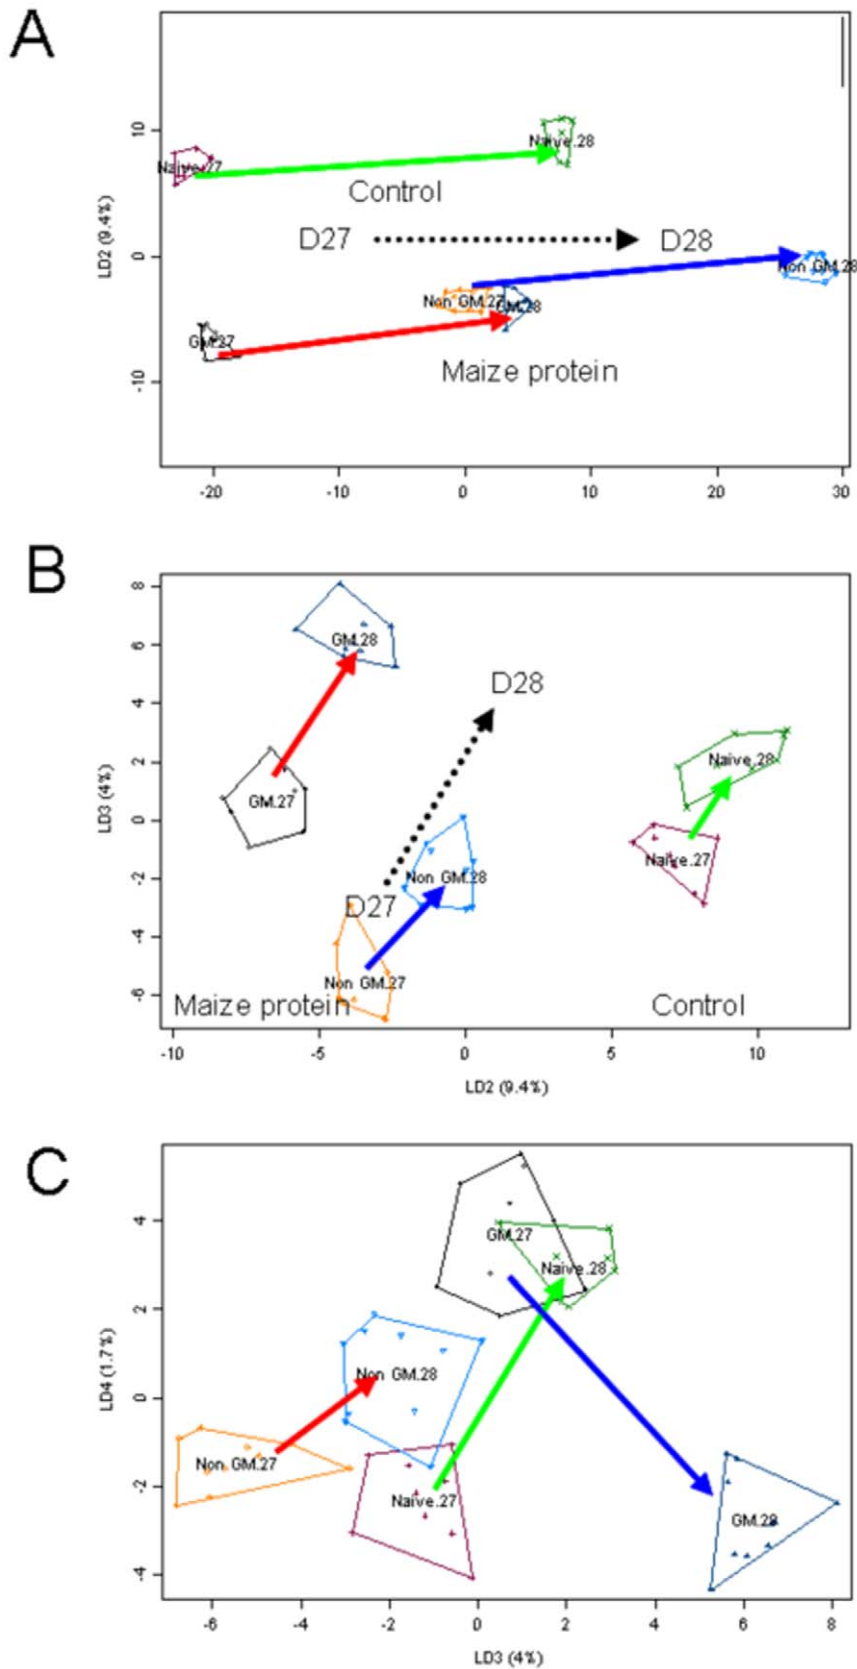 A
10
0
-10
LD2 (9.4%)
Naive.27
Naive.28
Control
D27
D28
Non GM.28
Non GM.27
GM.28
GM.27
Maize protein
-20
-10
0
10
20
30
B
8
6
4
2
0
-2
-4
-6
LD3 (4%)
GM.28
D28
Naive.28
GM.27
Naive.27
Non GM.28
D27
Non GM.27
Maize protein
Control
-10
-5
0
5
10
LD2 (9.4%)
C
4
2
0
-2
-4
LD4 (1.7%)
GM.27
Naive.28
Non GM.28
Non GM.27
Naive.27
GM.28
-6
-4
-2
0
2
4
6
8
LD3 (4%)